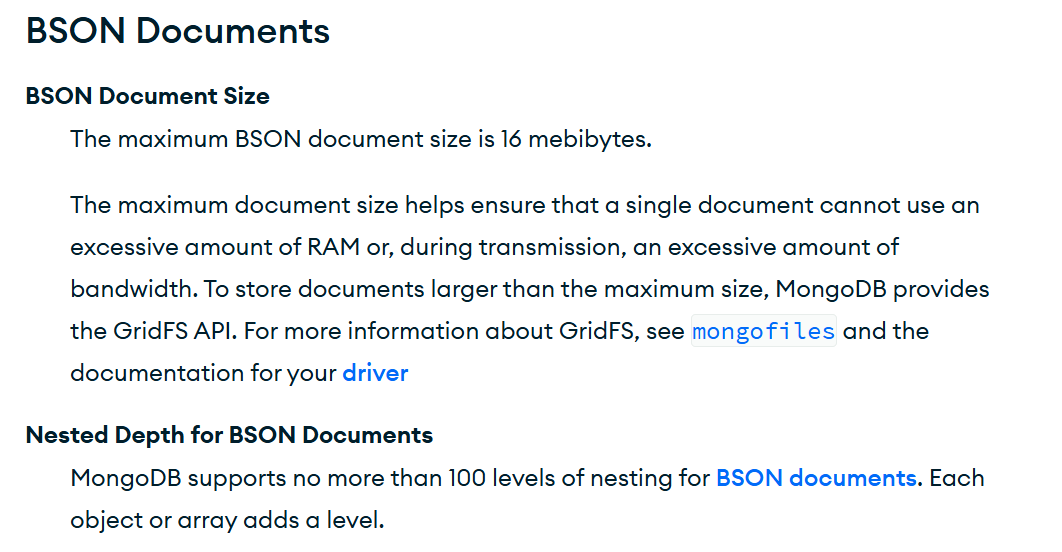 BSON Documents
BSON Document Size
The maximum BSON document size is 16 mebibytes.
The maximum document size helps ensure that a single document cannot use an
excessive amount of RAM or, during transmission, an excessive amount of
bandwidth. To store documents larger than the maximum size, MongoDB provides
the GridFS API. For more information about GridFS, see mongofiles and the
documentation for your driver
Nested Depth for BSON Documents
MongoDB supports no more than 100 levels of nesting for BSON documents. Each
object or array adds a level.